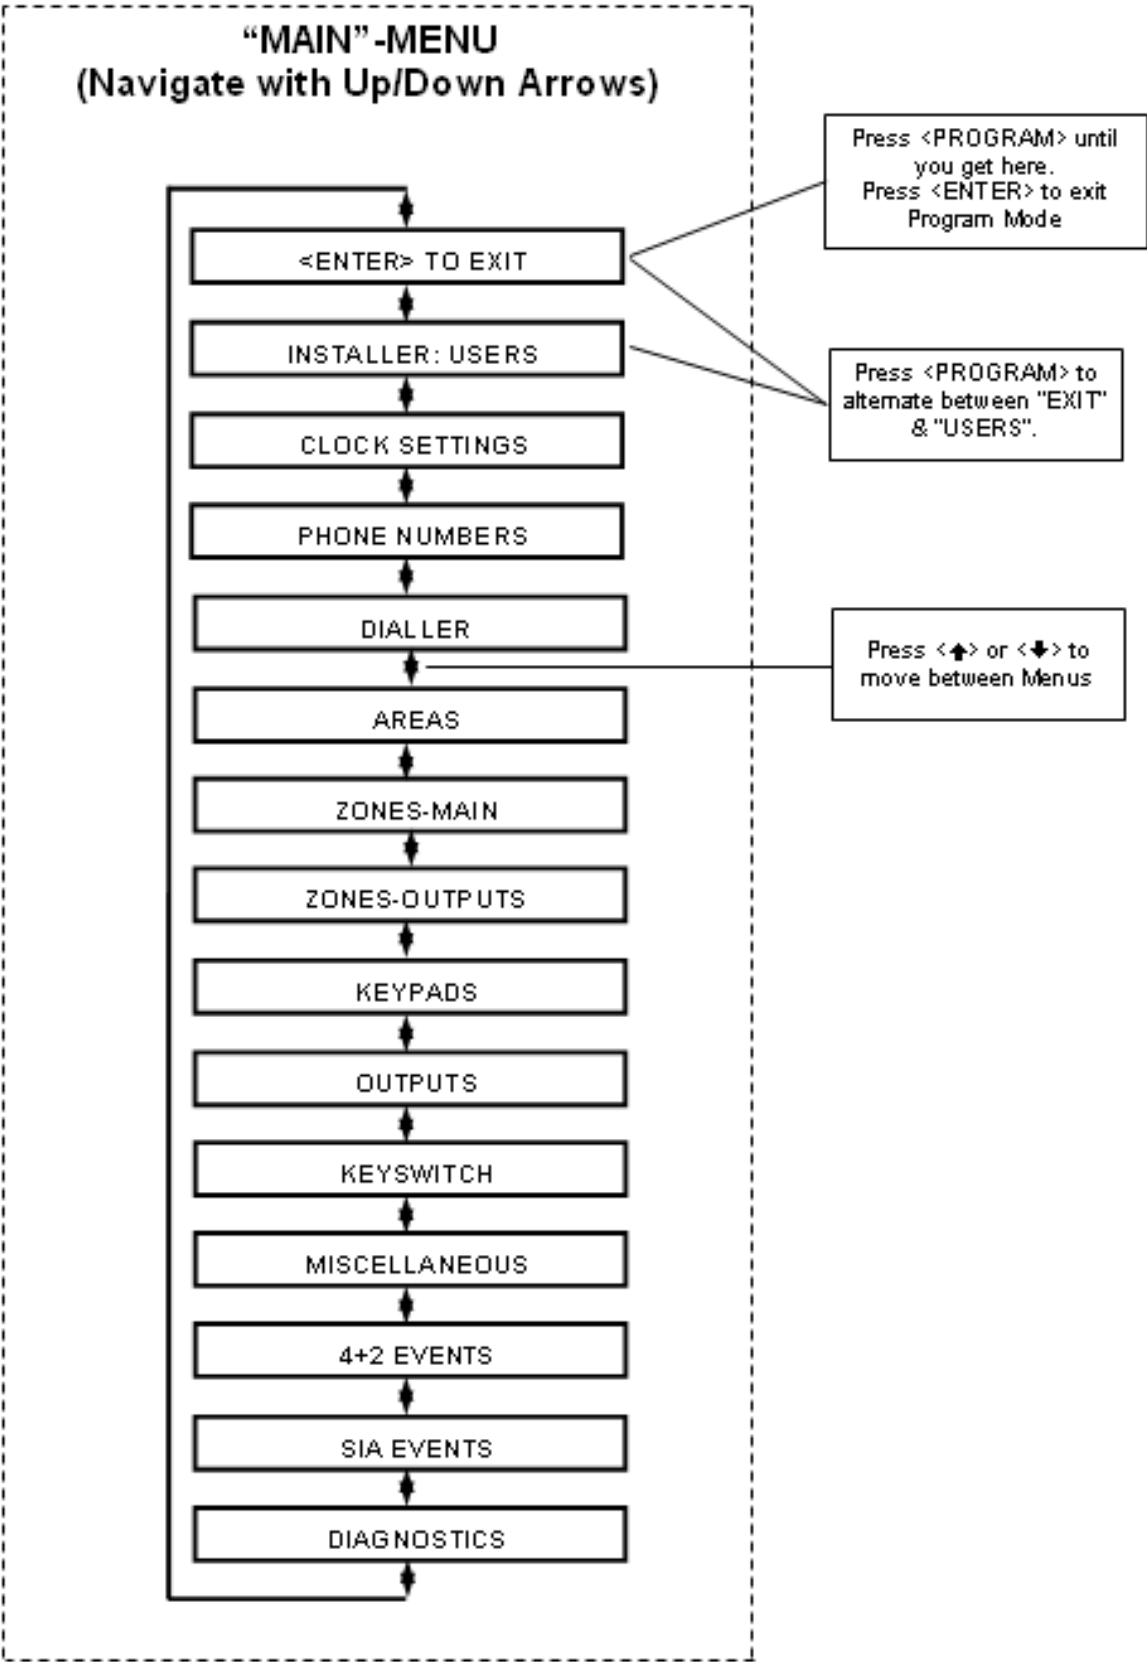 “MAIN”-MENU
(Navigate with Up/Down Arrows)
Press <PROGRAM> until
you get here.
Press <ENTER> to exit
Program Mode
<ENTER> TO EXIT
INSTALLER: USERS
Press <PROGRAM> to
alternate between "EXIT"
& "USERS".
CLOCK SETTINGS
PHONE NUMBERS
DIALLER
Press <🡅> or <🡇> to
move between Menus
AREAS
ZONES-MAIN
ZONES-OUTPUTS
KEYPADS
OUTPUTS
KEYSWITCH
MISCELLANEOUS
4+2 EVENTS
SIA EVENTS
DIAGNOSTICS